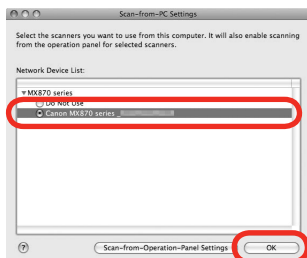 Scan-from-PC Settings
Select the scanners you want to use from this computer. It will also enable scanning
from the operation panel for selected scanners.
Network Device List:
MX870 series
Do Not Use
Canon MX870 series _
Scan-from-Operation-Panel Settings
OK